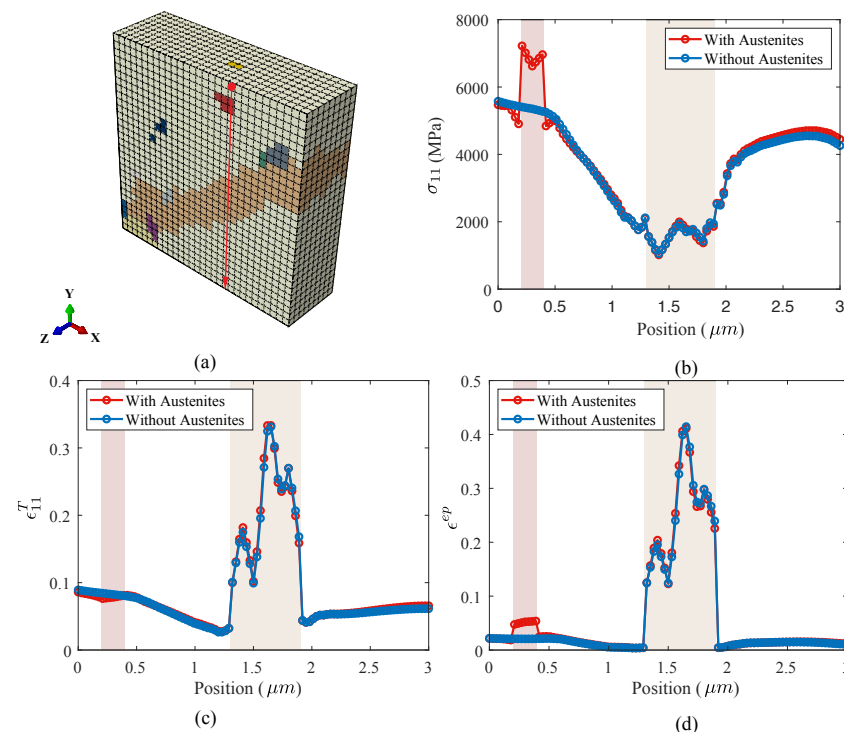 Y
Z
X
(a)
8000
6000
4000
2000
0
σ₁₁ (MPa)
With Austenites
Without Austenites
0
0.5
1
1.5
2
2.5
3
Position (μm)
(b)
0.4
0.3
0.2
0.1
0
ϵᵀ₁₁
With Austenites
Without Austenites
0
0.5
1
1.5
2
2.5
3
Position (μm)
(c)
0.5
0.4
0.3
0.2
0.1
0
ϵᵉᵖ
With Austenites
Without Austenites
0
0.5
1
1.5
2
2.5
3
Position (μm)
(d)